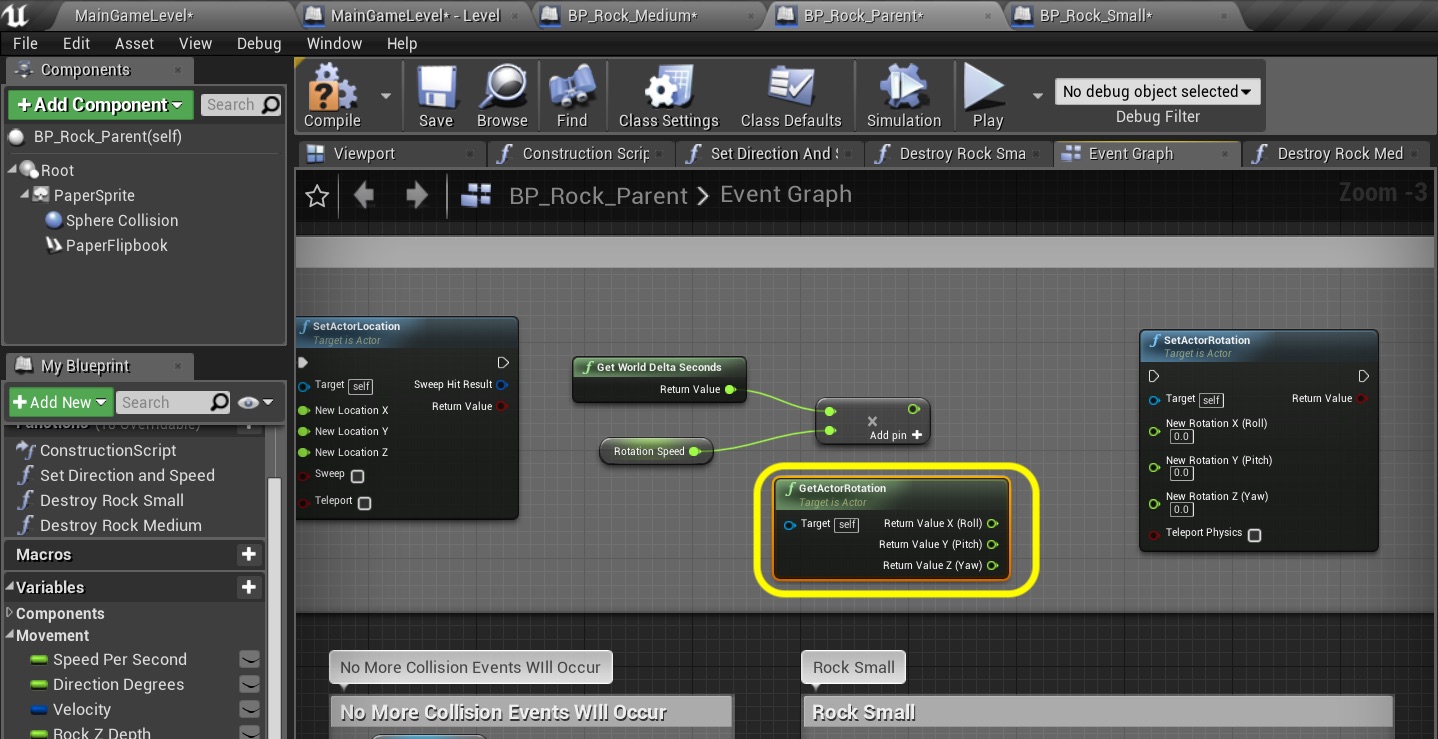 MainGameLevel*
MainGameLevel* - Level
BP_Rock_Medium*
BP_Rock_Parent*
BP_Rock_Small*
File Edit Asset View Debug Window Help
Components
+Add Component
Search
BP_Rock_Parent(self)
Root
PaperSprite
Sphere Collision
PaperFlipbook
Compile
Save
Browse
Find
Class Settings
Class Defaults
Simulation
Play
No debug object selected
Debug Filter
Viewport
Construction Scrip
Set Direction And S
Destroy Rock Sma
Event Graph
Destroy Rock Med
BP_Rock_Parent > Event Graph
Zoom -3
My Blueprint
+Add New
Search
Functions (18 Overridable)
ConstructionScript
Set Direction and Speed
Destroy Rock Small
Destroy Rock Medium
Macros
Variables
Components
Movement
Speed Per Second
Direction Degrees
Velocity
Rock Z Depth
SetActorLocation
Target is Actor
Target self
Sweep Hit Result
New Location X
Return Value
New Location Y
New Location Z
Sweep
Teleport
Get World Delta Seconds
Return Value
Rotation Speed
Add pin +
GetActorRotation
Target is Actor
Target self
Return Value X (Roll)
Return Value Y (Pitch)
Return Value Z (Yaw)
SetActorRotation
Target is Actor
Target self
Return Value
New Rotation X (Roll)
0.0
New Rotation Y (Pitch)
0.0
New Rotation Z (Yaw)
0.0
Teleport Physics
No More Collision Events WIll Occur
No More Collision Events WIll Occur
Rock Small
Rock Small